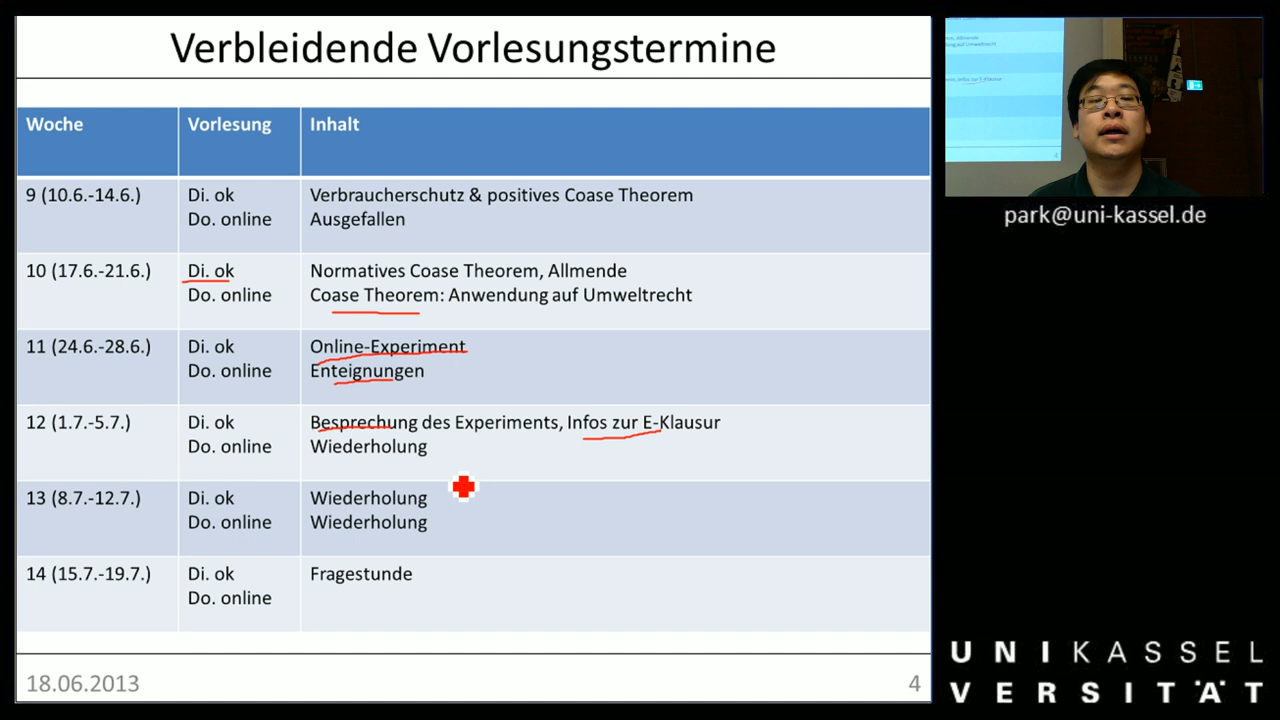 Verbleidende Vorlesungstermine
Woche Vorlesung Inhalt
9 (10.6.-14.6.) Di. ok Verbraucherschutz & positives Coase Theorem
Do. online Ausgefallen
10 (17.6.-21.6.) Di. ok Normatives Coase Theorem, Allmende
Do. online Coase Theorem: Anwendung auf Umweltrecht
11 (24.6.-28.6.) Di. ok Online-Experiment
Do. online Enteignungen
12 (1.7.-5.7.) Di. ok Besprechung des Experiments, Infos zur E-Klausur
Do. online Wiederholung
13 (8.7.-12.7.) Di. ok Wiederholung
Do. online Wiederholung
14 (15.7.-19.7.) Di. ok Fragestunde
Do. online
18.06.2013 4
park@uni-kassel.de
UNIKASSEL
VERSITÄT